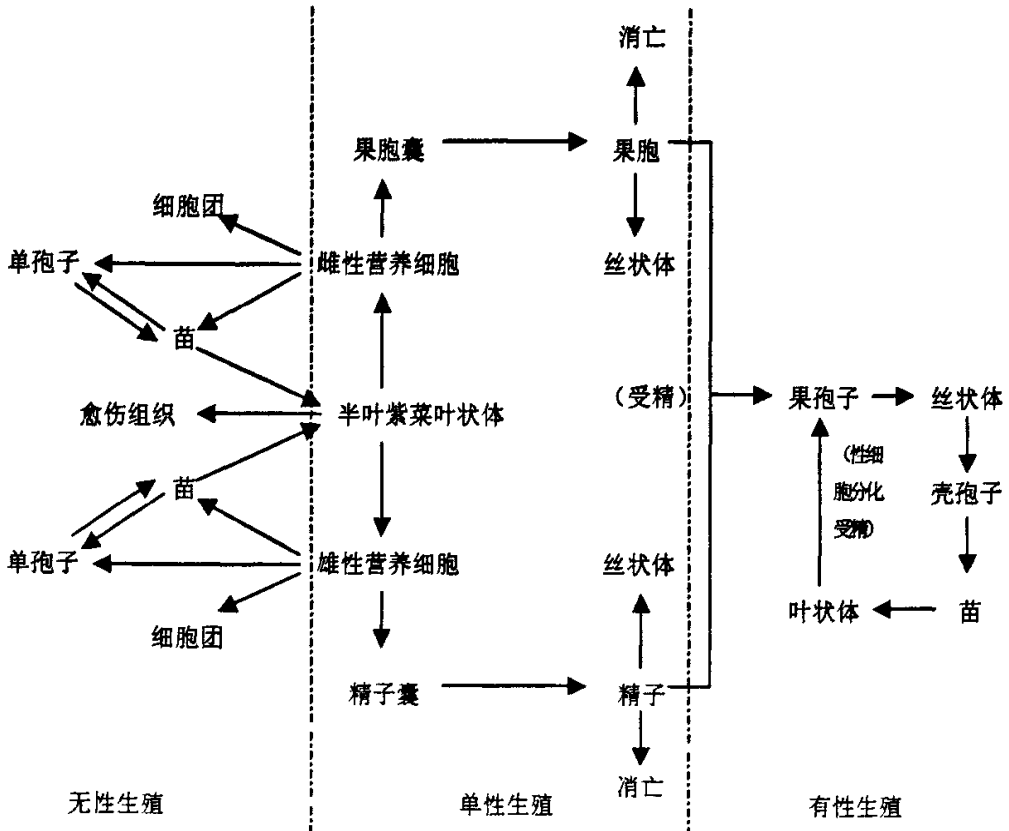 消亡
果胞囊
果胞
细胞团
单孢子
雌性营养细胞
丝状体
苗
愈伤组织
半叶紫菜叶状体
（受精）
果孢子
丝状体
（性细
胞分化
受精）
苗
壳孢子
单孢子
雄性营养细胞
丝状体
叶状体
苗
细胞团
精子囊
精子
消亡
无性生殖
单性生殖
有性生殖